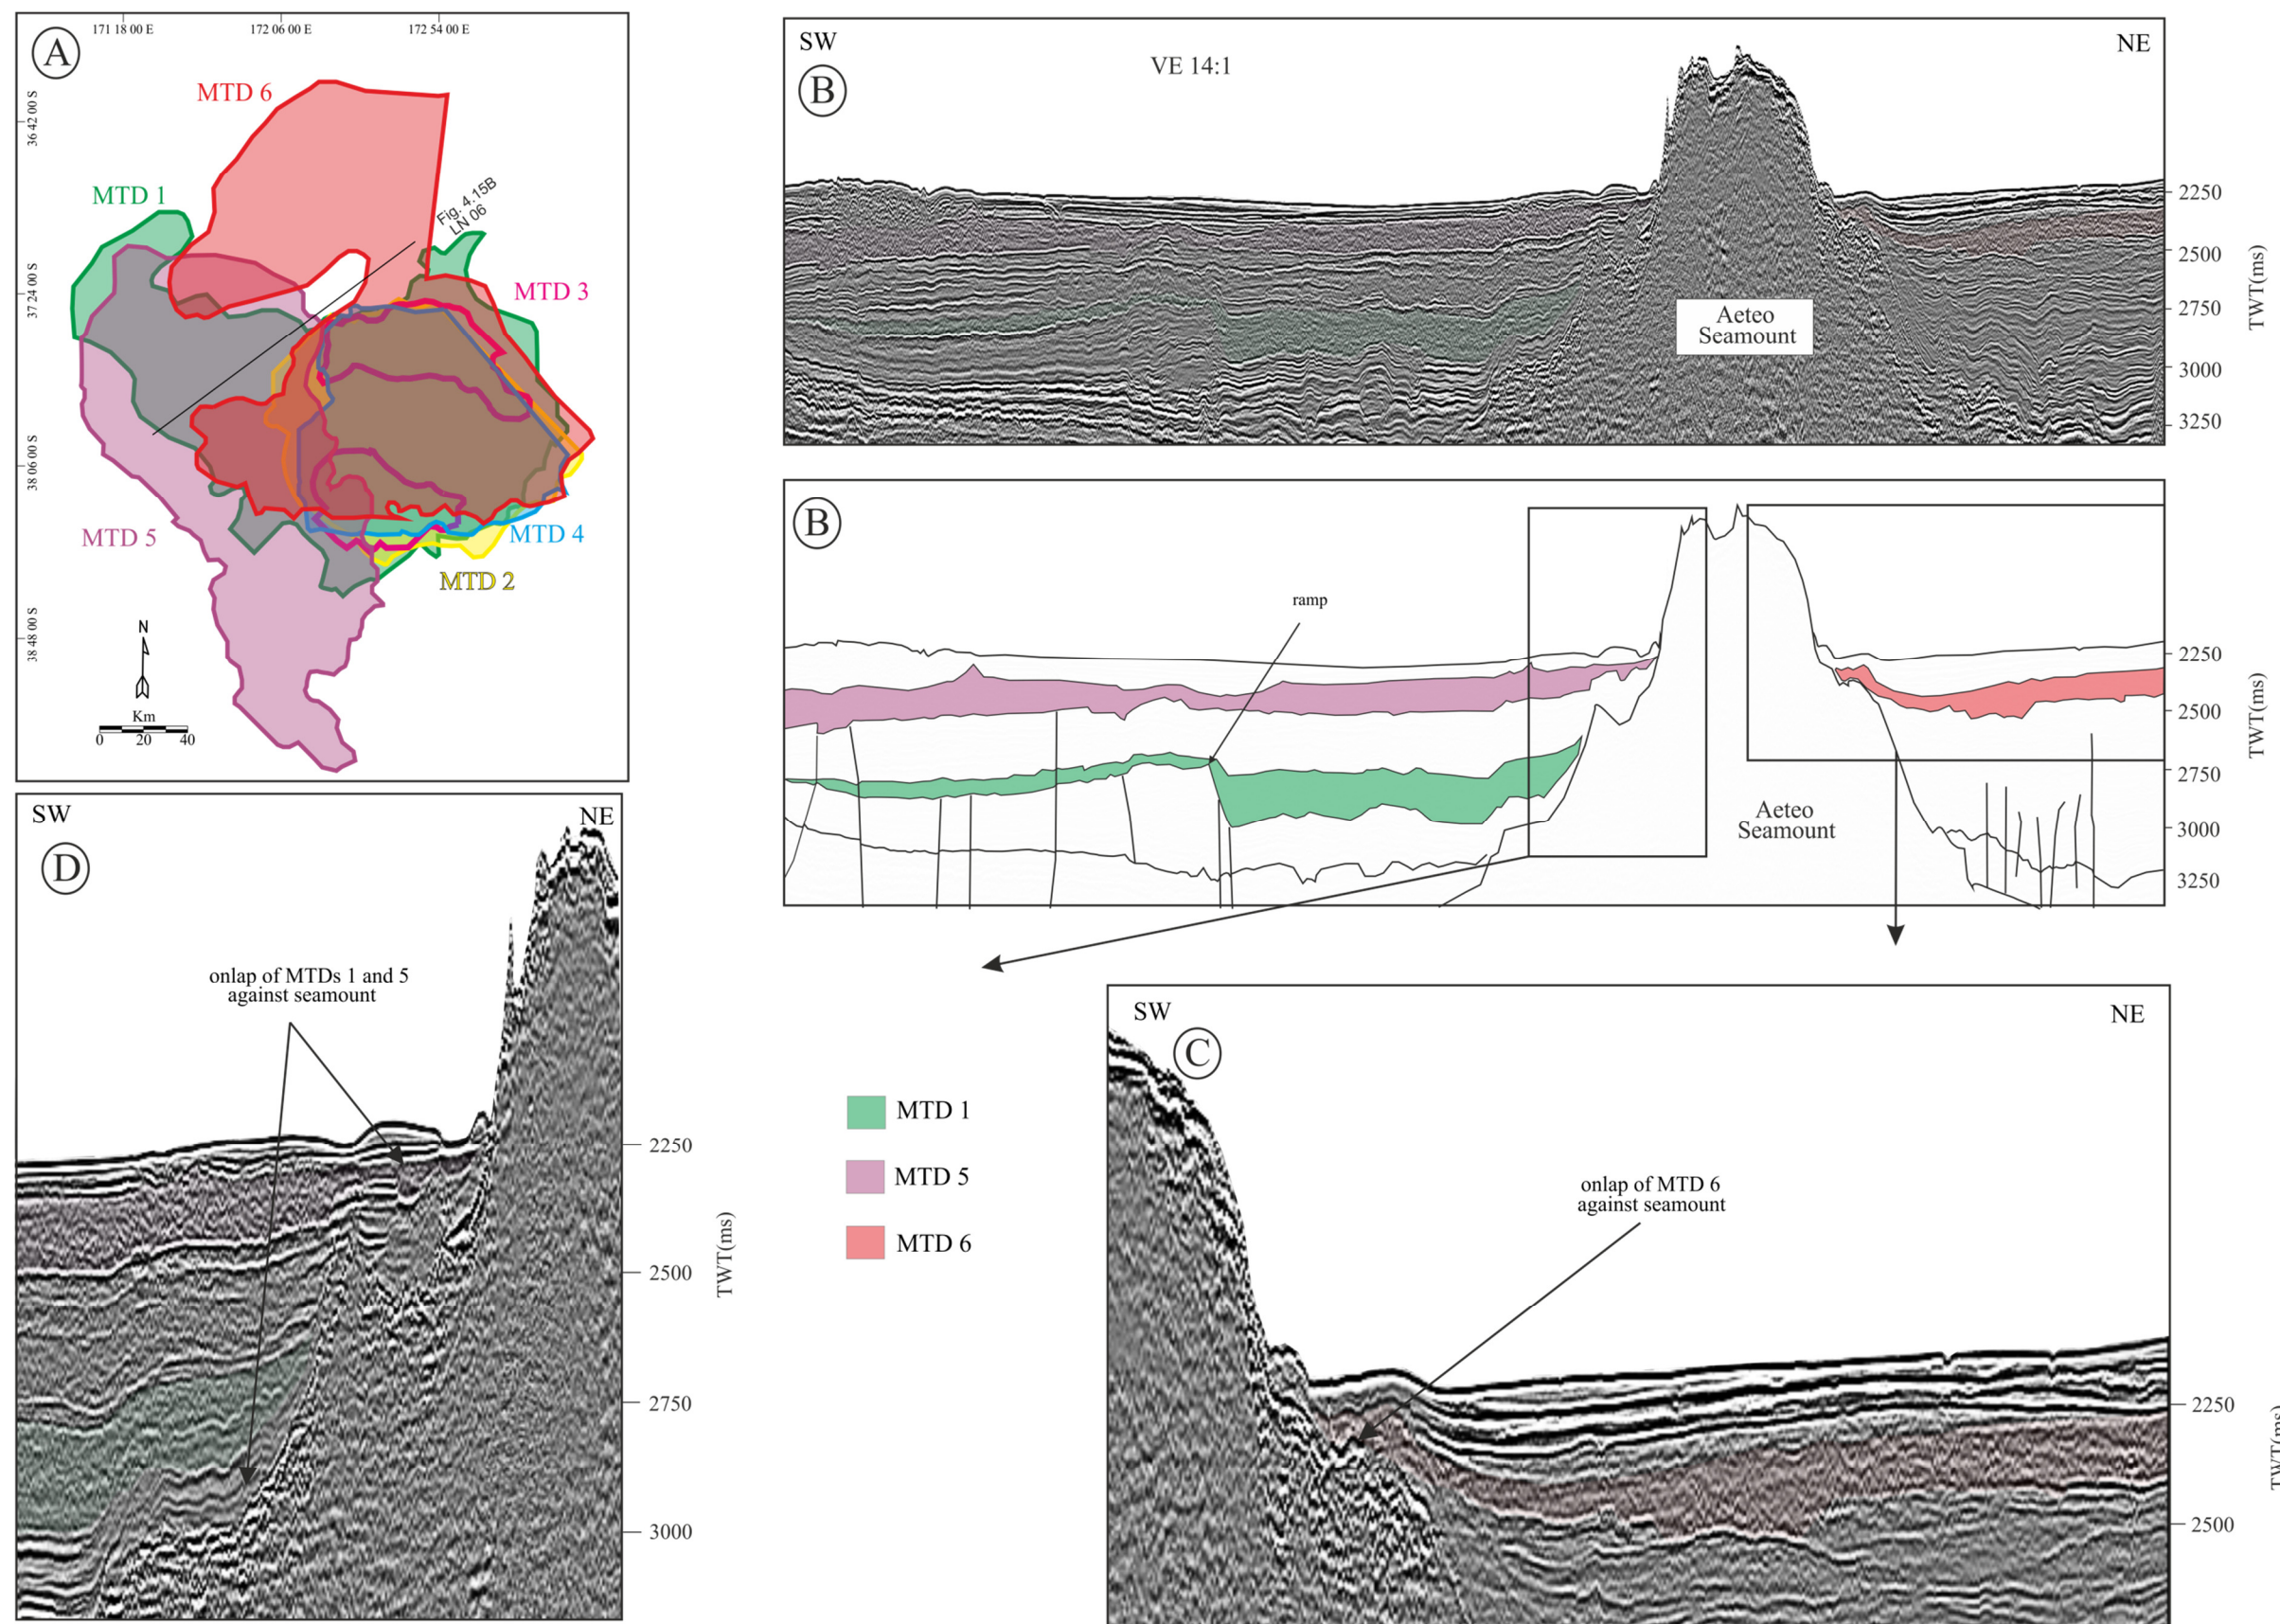 171 18 00 E
172 06 00 E
172 54 00 E
A
MTD 6
36 42 00 S
MTD 1
Fig. 4.15B
LN 06
37 24 00 S
MTD 3
38 06 00 S
MTD 5
MTD 4
MTD 2
38 48 00 S
N
Km
0 20 40
SW
NE
B
VE 14:1
Aeteo
Seamount
2250
2500
2750
3000
3250
TWT(ms)
B
ramp
Aeteo
Seamount
2250
2500
2750
3000
3250
TWT(ms)
SW
NE
D
onlap of MTDs 1 and 5
against seamount
2250
2500
2750
3000
TWT(ms)
MTD 1
MTD 5
MTD 6
SW
NE
C
onlap of MTD 6
against seamount
2250
2500
TWT(ms)